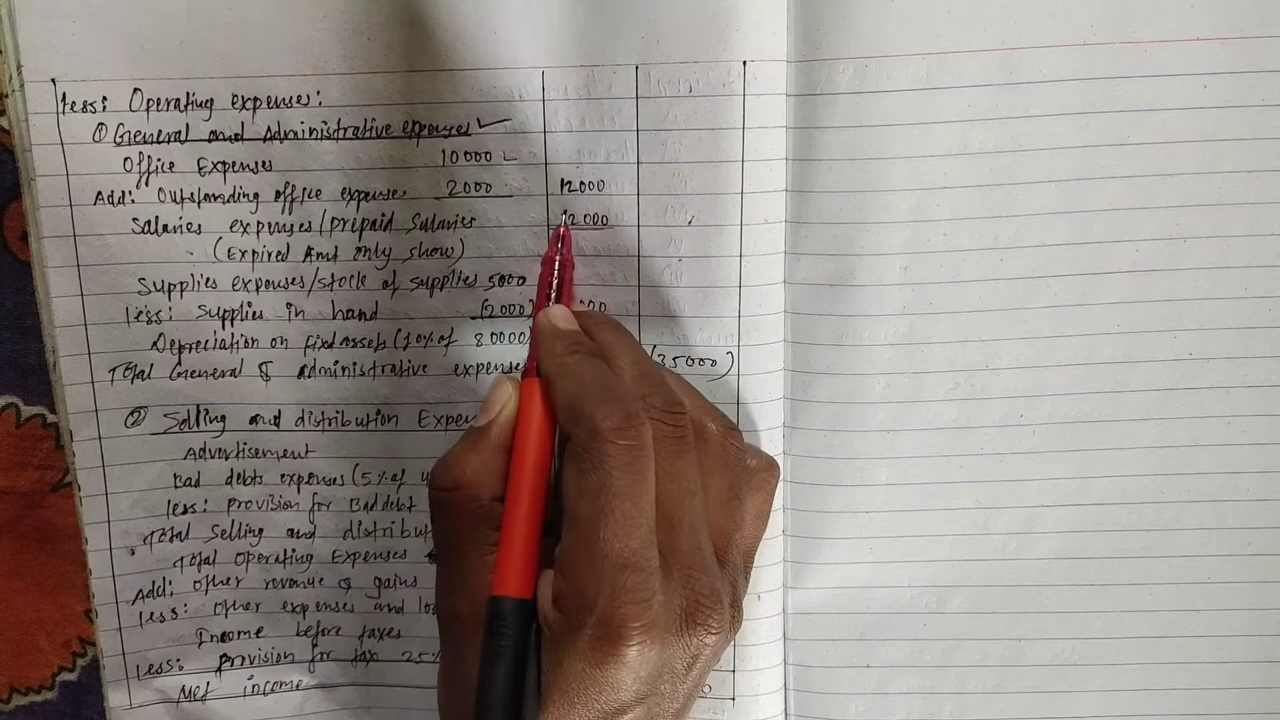 less: Operating expenses:
① General and Administrative expenses ✓
Office Expenses 10000
Add: Outstanding office expense 2000 12000
Salaries expenses/prepaid Salaries 12000
(Expired Amt only show)
Supplies expenses/stock of supplies 5000
less: Supplies in hand (2000)
Depreciation on fixed assets (10% of 80000)
Total General & administrative expenses (35000)
② Selling and distribution
Advertisement
Bad debts expenses (5% of
less: provision for Bad debt
Total Selling and
Total Operating Expenses
Add: Other revenue & gains
less: Other expenses and
Income before taxes
less: provision for tax 25%
Net income